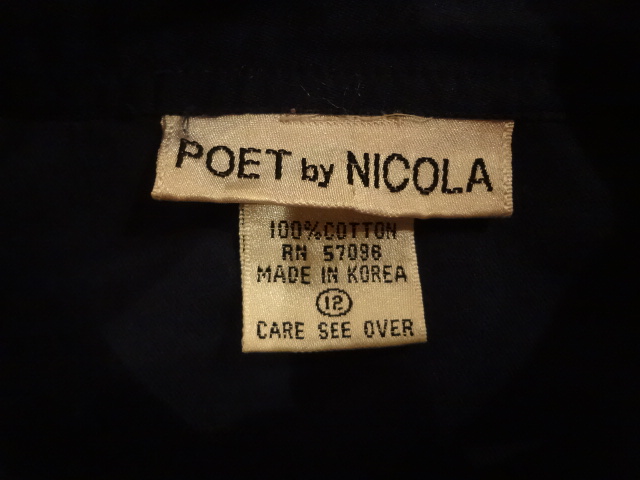 POET by NICOLA
100% COTTON
RN 57096
MADE IN KOREA
12
CARE SEE OVER